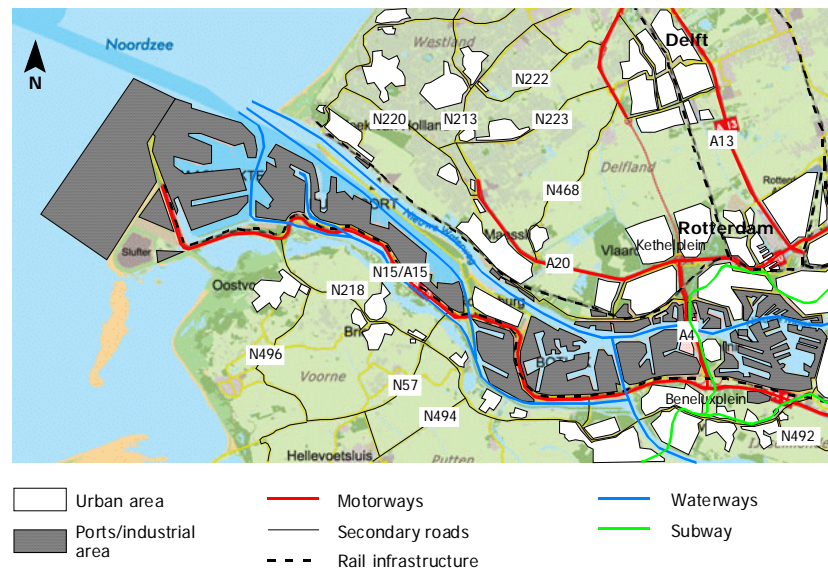 Noordzee
N
Westland
Delft
N222
N220
N213
N223
A13
Delfland
N468
Rotterdam
Kethelplein
A20
Slufter
N15/A15
N218
A4
N496
Voorne
N57
N494
Beneluxplein
N492
Hellevoetsluis
Putten
Urban area
Motorways
Waterways
Ports/industrial
area
Secondary roads
Subway
Rail infrastructure